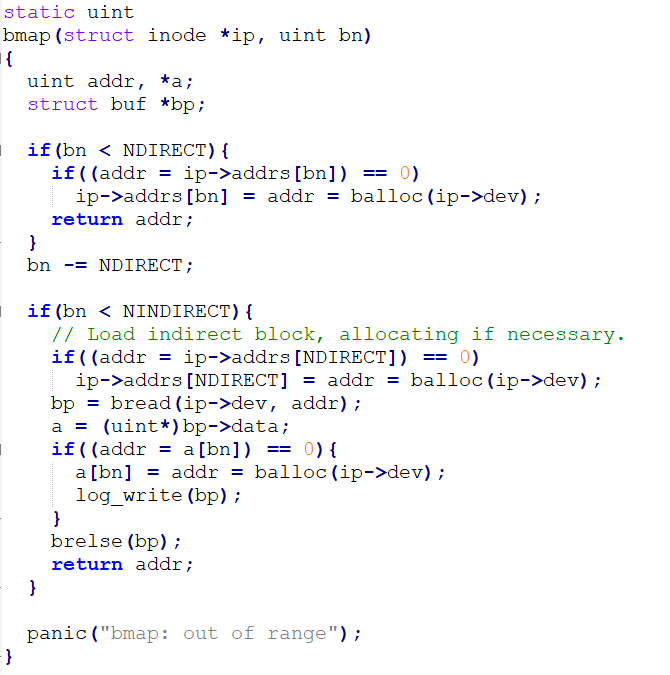 static uint
bmap(struct inode *ip, uint bn)
{
  uint addr, *a;
  struct buf *bp;

  if(bn < NDIRECT){
    if((addr = ip->addrs[bn]) == 0)
      ip->addrs[bn] = addr = balloc(ip->dev);
    return addr;
  }
  bn -= NDIRECT;

  if(bn < NINDIRECT){
    // Load indirect block, allocating if necessary.
    if((addr = ip->addrs[NDIRECT]) == 0)
      ip->addrs[NDIRECT] = addr = balloc(ip->dev);
    bp = bread(ip->dev, addr);
    a = (uint*)bp->data;
    if((addr = a[bn]) == 0){
      a[bn] = addr = balloc(ip->dev);
      log_write(bp);
    }
    brelse(bp);
    return addr;
  }

  panic("bmap: out of range");
}